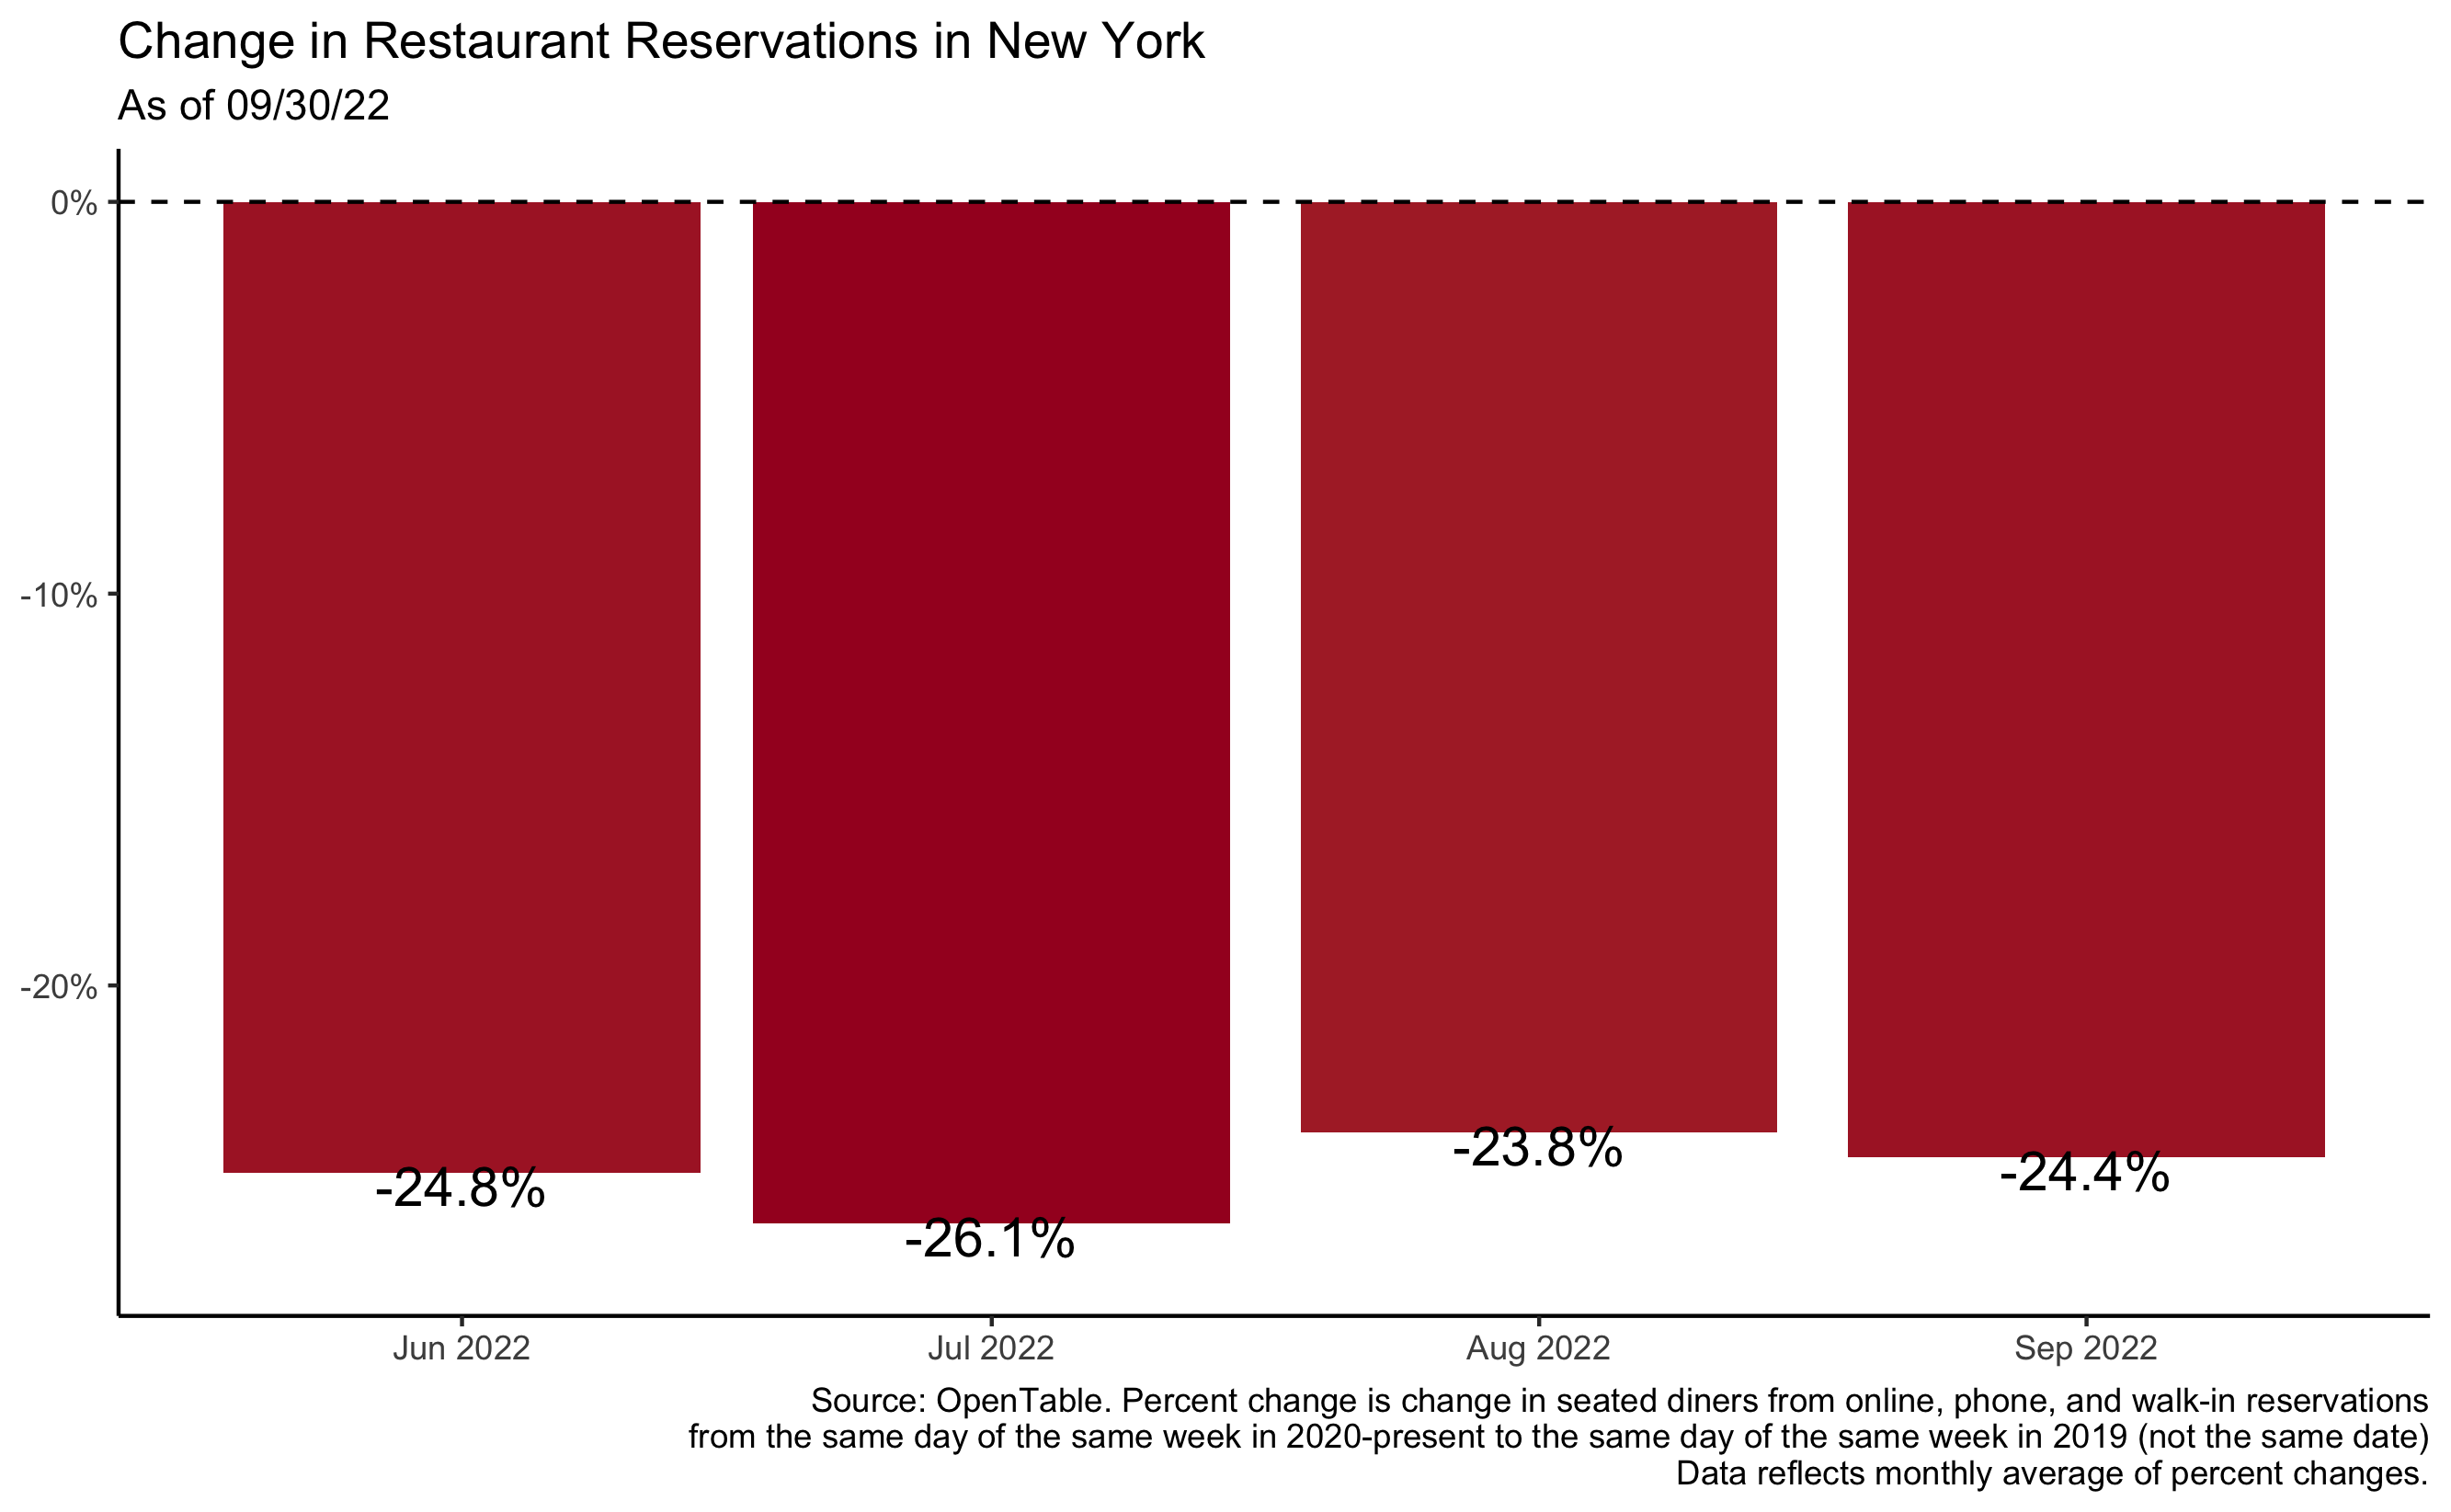 Change in Restaurant Reservations in New York
As of 09/30/22
0%
-10%
-20%
-24.8%
-26.1%
-23.8%
-24.4%
Jun 2022
Jul 2022
Aug 2022
Sep 2022
Source: OpenTable. Percent change is change in seated diners from online, phone, and walk-in reservations
from the same day of the same week in 2020-present to the same day of the same week in 2019 (not the same date)
Data reflects monthly average of percent changes.